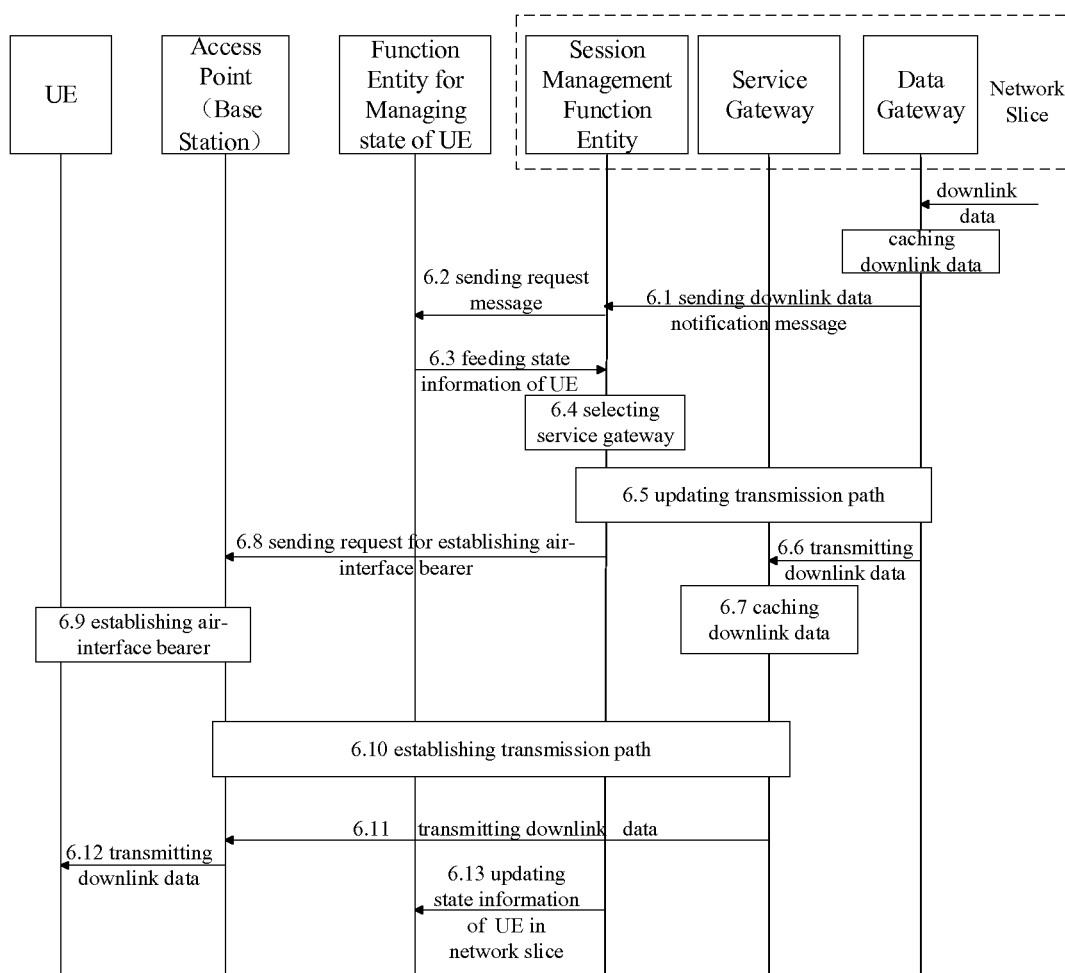 UE
Access
Point
（Base
Station）
Function
Entity for
Managing
state of UE
Session
Management
Function
Entity
Service
Gateway
Data
Gateway
Network
Slice
downlink
data
caching
downlink data
6.2 sending request
message
6.1 sending downlink data
notification message
6.3 feeding state
information of UE
6.4 selecting
service gateway
6.5 updating transmission path
6.8 sending request for establishing air-
interface bearer
6.6 transmitting
downlink data
6.7 caching
downlink data
6.9 establishing air-
interface bearer
6.10 establishing transmission path
6.11 transmitting downlink data
6.12 transmitting
downlink data
6.13 updating
state information
of UE in
network slice